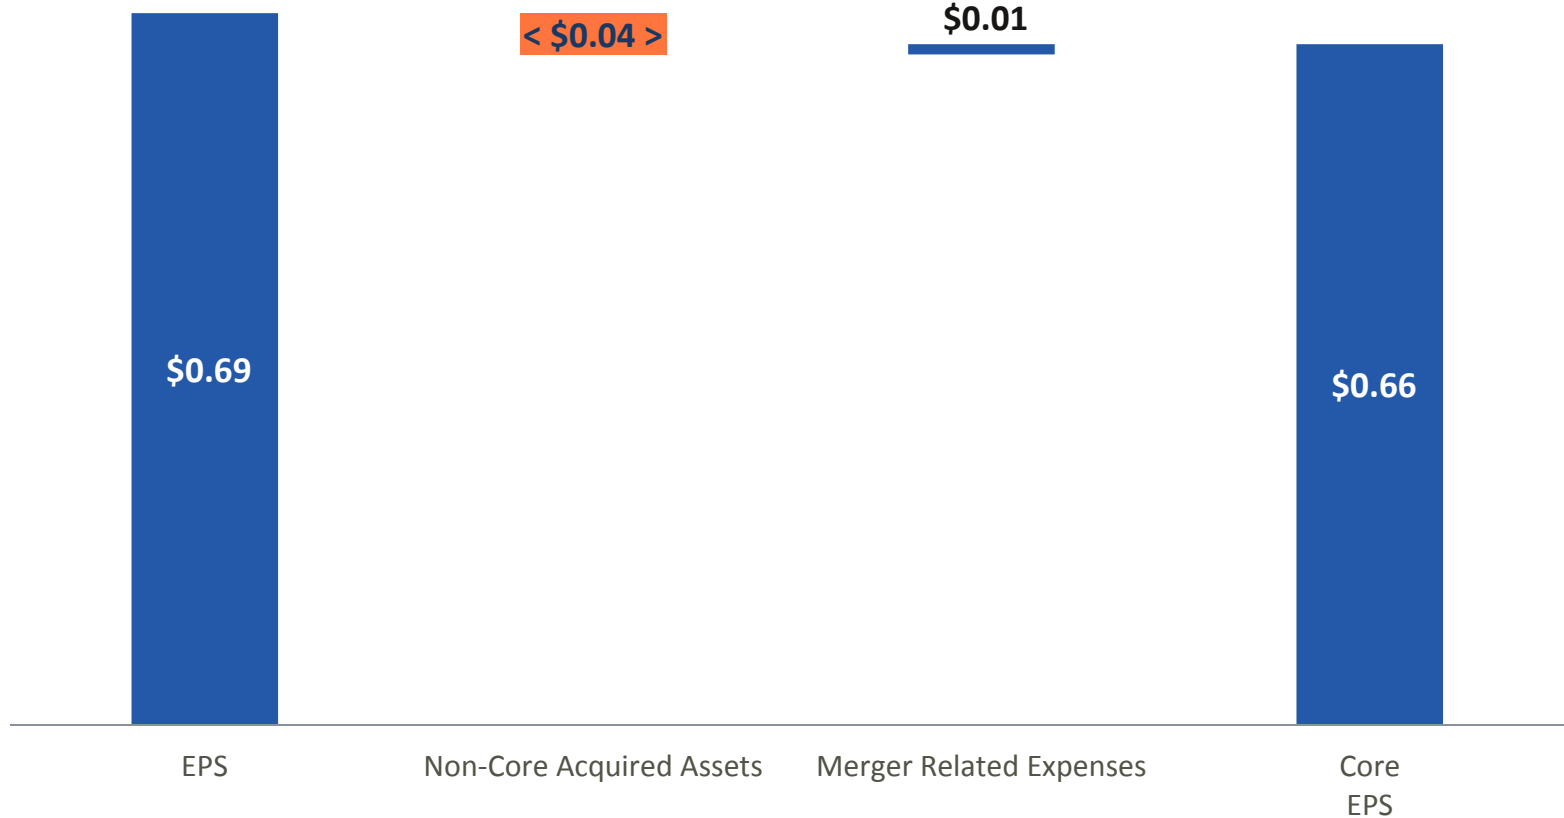 $0.01
< $0.04 >
$0.69
$0.66
EPS
Non-Core Acquired Assets
Merger Related Expenses
Core
EPS